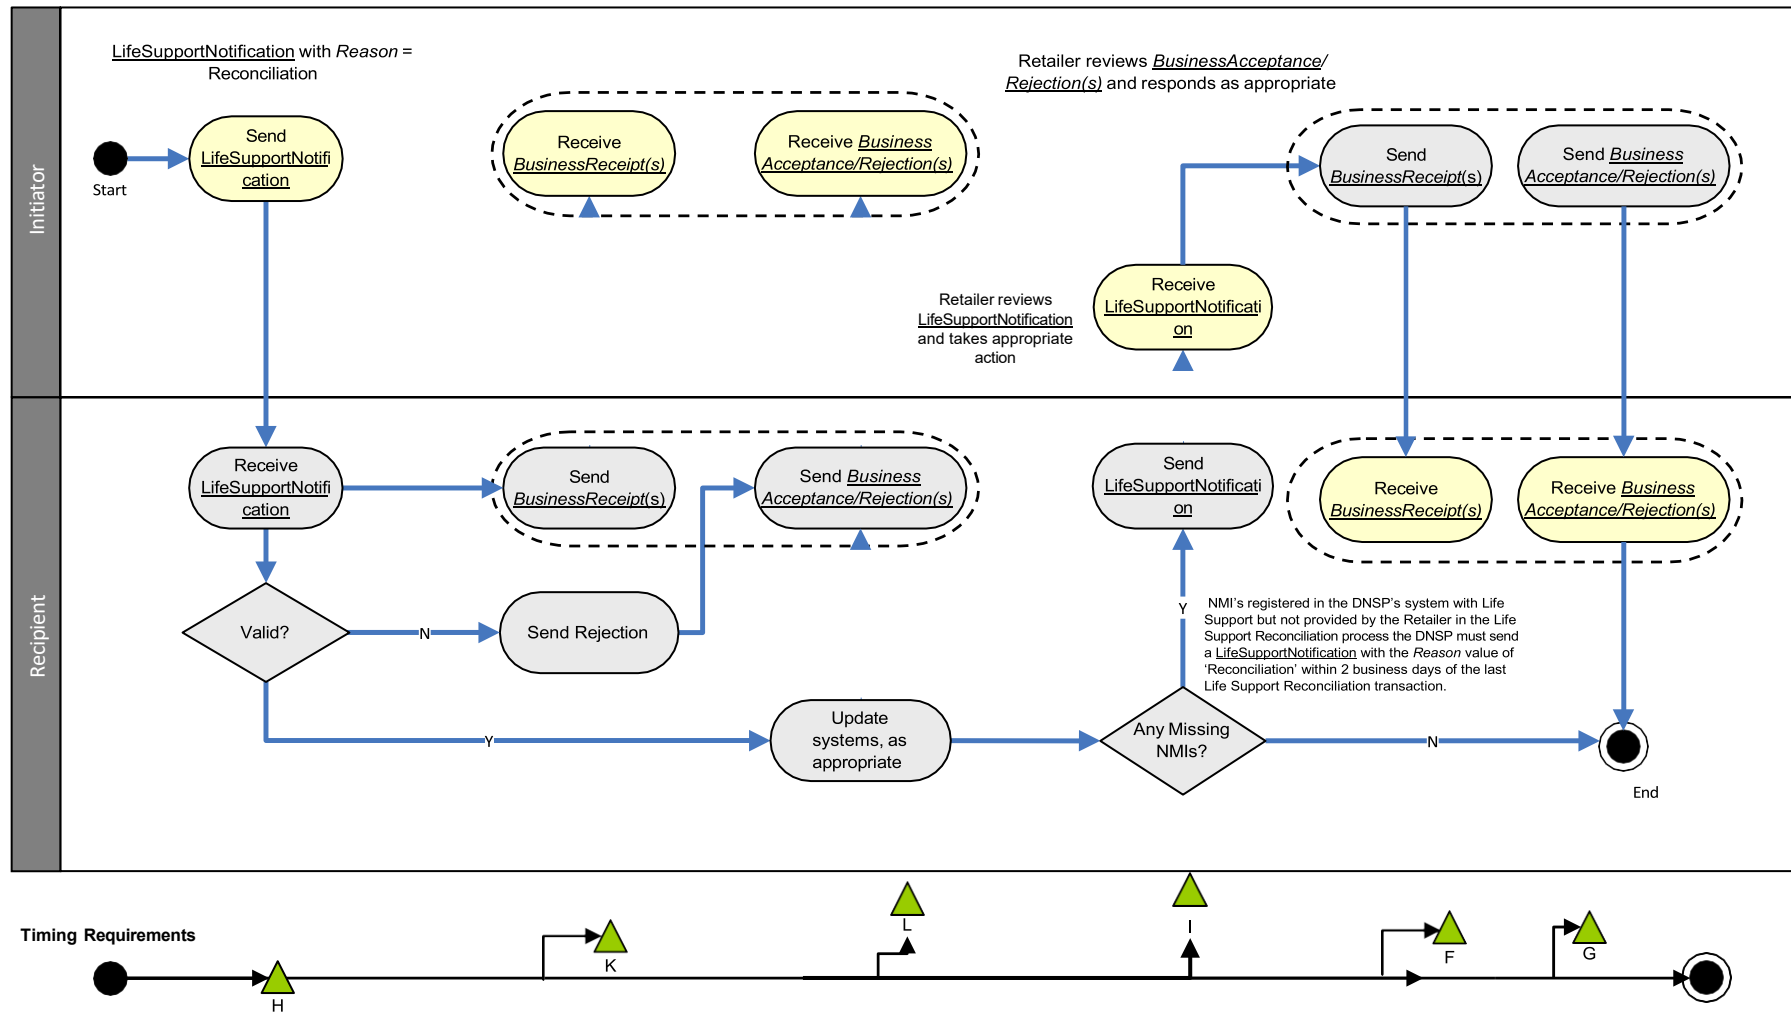 LifeSupportNotification with Reason =
Reconciliation
Retailer reviews BusinessAcceptance/
Rejection(s) and responds as appropriate
Initiator
Start
Send
LifeSupportNotifi
cation
Receive
BusinessReceipt(s)
Receive Business
Acceptance/Rejection(s)
Send
BusinessReceipt(s)
Send Business
Acceptance/Rejection(s)
Retailer reviews
LifeSupportNotification
and takes appropriate
action
Receive
LifeSupportNotificati
on
Recipient
Receive
LifeSupportNotifi
cation
Send
BusinessReceipt(s)
Send Business
Acceptance/Rejection(s)
Send
LifeSupportNotificati
on
Receive
BusinessReceipt(s)
Receive Business
Acceptance/Rejection(s)
Valid?
N
Send Rejection
Y
NMI's registered in the DNSP's system with Life
Support but not provided by the Retailer in the Life
Support Reconciliation process the DNSP must send
a LifeSupportNotification with the Reason value of
‘Reconciliation’ within 2 business days of the last
Life Support Reconciliation transaction.
Y
Update
systems, as
appropriate
Any Missing
NMIs?
N
End
Timing Requirements
H
K
L
I
F
G